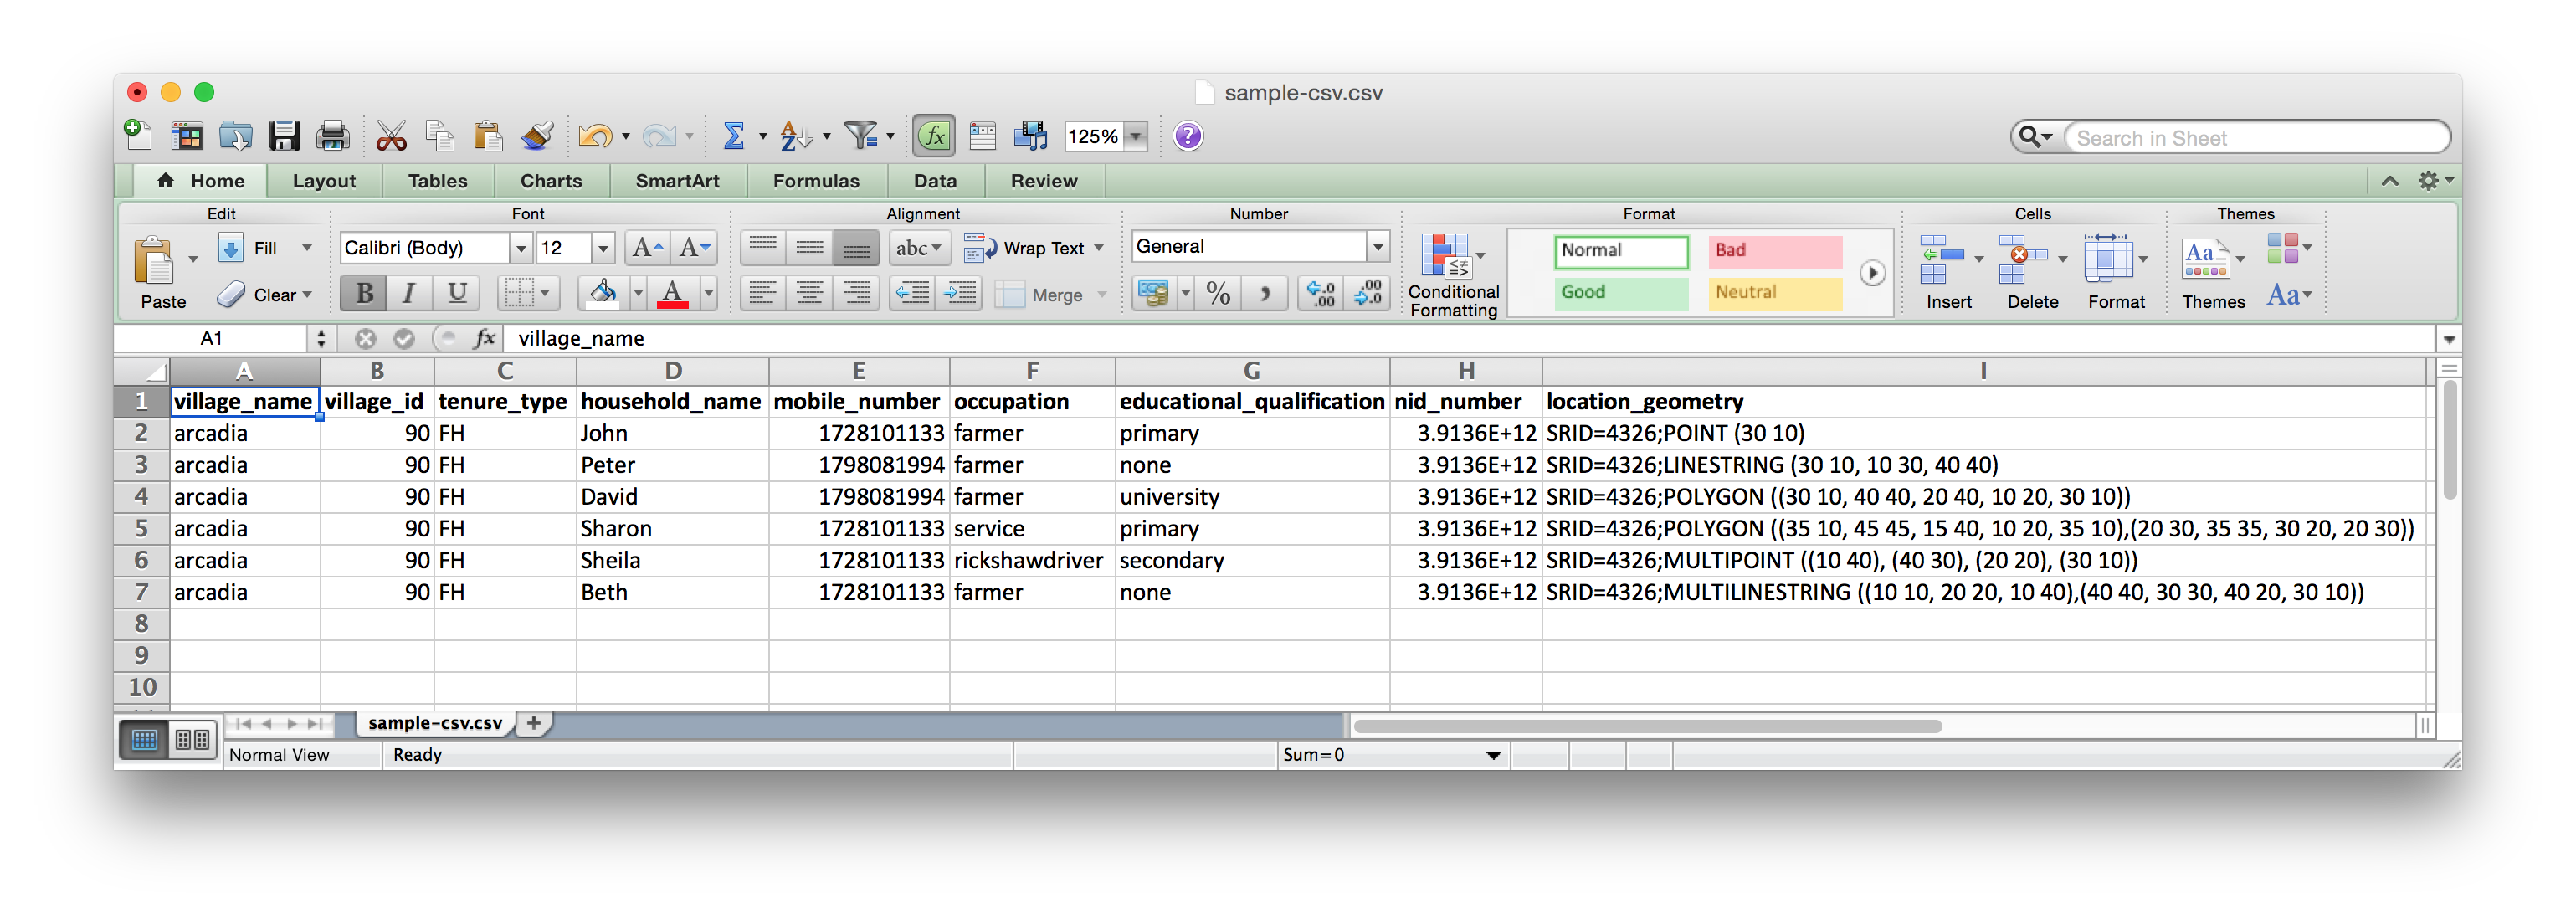 sample-csv.csv
125%
Search in Sheet
Home Layout Tables Charts SmartArt Formulas Data Review
Edit Font Alignment Number Format Cells Themes
Paste Fill Clear
Calibri (Body) 12 A A
B I U A
abc Wrap Text
Merge
General
% , .0 .00 .00 .0
Conditional Formatting
Normal Bad
Good Neutral
Insert Delete Format
Aa Themes Aa
A1 fx village_name
A B C D E F G H I
1 village_name village_id tenure_type household_name mobile_number occupation educational_qualification nid_number location_geometry
2 arcadia 90 FH John 1728101133 farmer primary 3.9136E+12 SRID=4326;POINT (30 10)
3 arcadia 90 FH Peter 1798081994 farmer none 3.9136E+12 SRID=4326;LINESTRING (30 10, 10 30, 40 40)
4 arcadia 90 FH David 1798081994 farmer university 3.9136E+12 SRID=4326;POLYGON ((30 10, 40 40, 20 40, 10 20, 30 10))
5 arcadia 90 FH Sharon 1728101133 service primary 3.9136E+12 SRID=4326;POLYGON ((35 10, 45 45, 15 40, 10 20, 35 10),(20 30, 35 35, 30 20, 20 30))
6 arcadia 90 FH Sheila 1728101133 rickshawdriver secondary 3.9136E+12 SRID=4326;MULTIPOINT ((10 40), (40 30), (20 20), (30 10))
7 arcadia 90 FH Beth 1728101133 farmer none 3.9136E+12 SRID=4326;MULTILINESTRING ((10 10, 20 20, 10 40),(40 40, 30 30, 40 20, 30 10))
8
9
10
sample-csv.csv
Normal View Ready Sum=0